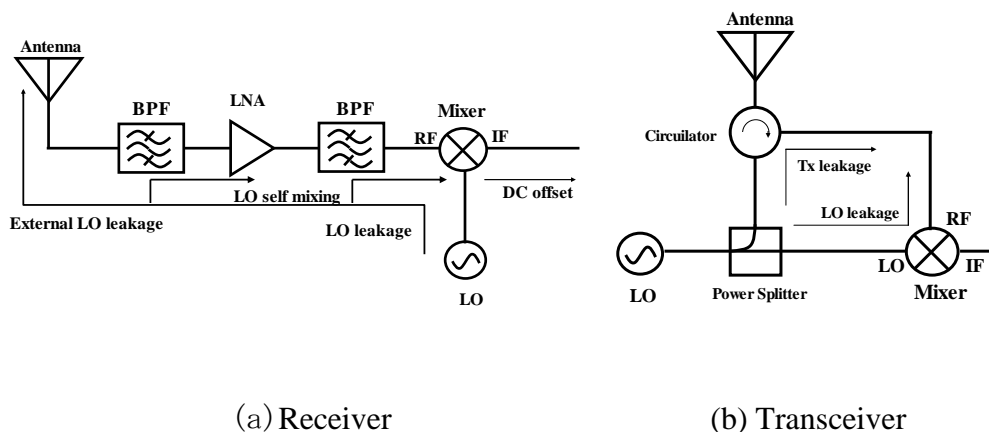 Antenna
BPF
LNA
BPF
Mixer
RF
IF
LO self mixing
DC offset
External LO leakage
LO leakage
LO
(a) Receiver
Antenna
Circuilator
Tx leakage
LO leakage
RF
LO
IF
LO
Power Splitter
Mixer
(b) Transceiver